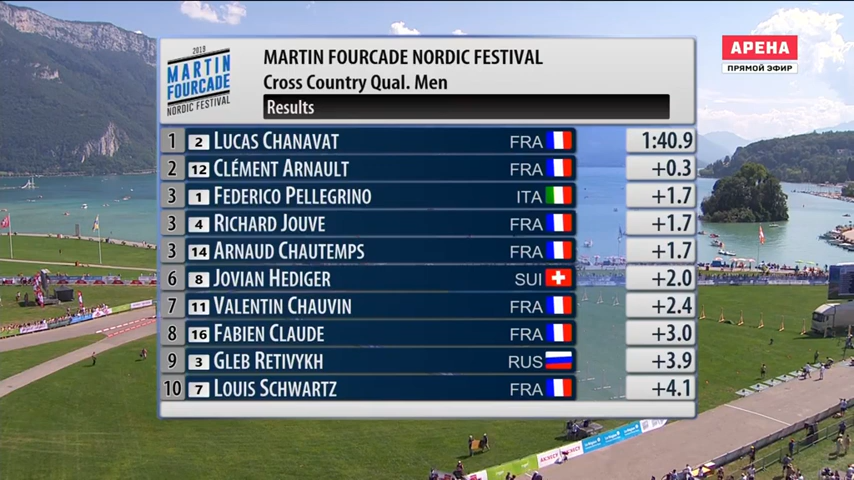 2019
MARTIN
FOURCADE
NORDIC FESTIVAL
MARTIN FOURCADE NORDIC FESTIVAL
Cross Country Qual. Men
Results
АРЕНА
ПРЯМОЙ ЭФИР
1 2 LUCAS CHANAVAT FRA 1:40.9
2 12 CLÉMENT ARNAULT FRA +0.3
3 1 FEDERICO PELLEGRINO ITA +1.7
3 4 RICHARD JOUVE FRA +1.7
3 14 ARNAUD CHAUTEMPS FRA +1.7
6 8 JOVIAN HEDIGER SUI +2.0
7 11 VALENTIN CHAUVIN FRA +2.4
8 16 FABIEN CLAUDE FRA +3.0
9 3 GLEB RETIVYKH RUS +3.9
10 7 LOUIS SCHWARTZ FRA +4.1